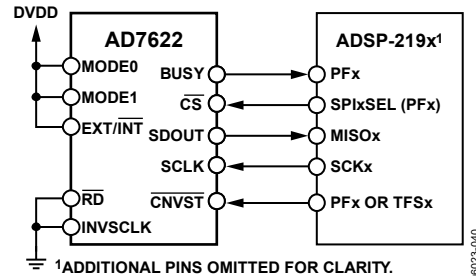 DVDD
AD7622
ADSP-219x¹
MODE0
MODE1
EXT/INT
RD
INVSCLK
BUSY
CS
SDOUT
SCLK
CNVST
PFx
SPIxSEL (PFx)
MISOx
SCKx
PFx OR TFSx
¹ADDITIONAL PINS OMITTED FOR CLARITY.